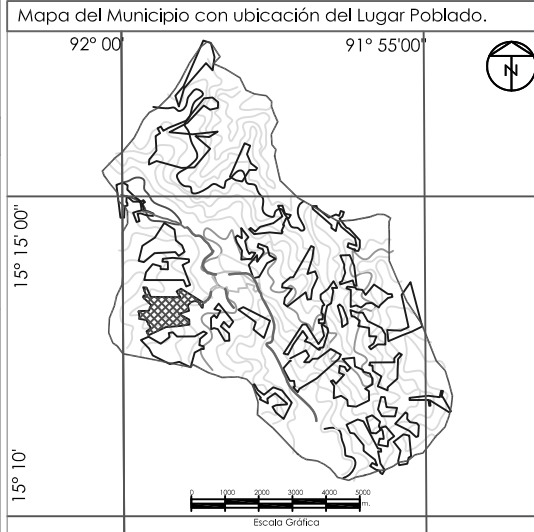 Mapa del Municipio con ubicación del Lugar Poblado.
92° 00'
91° 55'00"
N
15° 15' 00"
15° 10'
0 1000 2000 3000 4000 5000
m.
Escala Gráfica